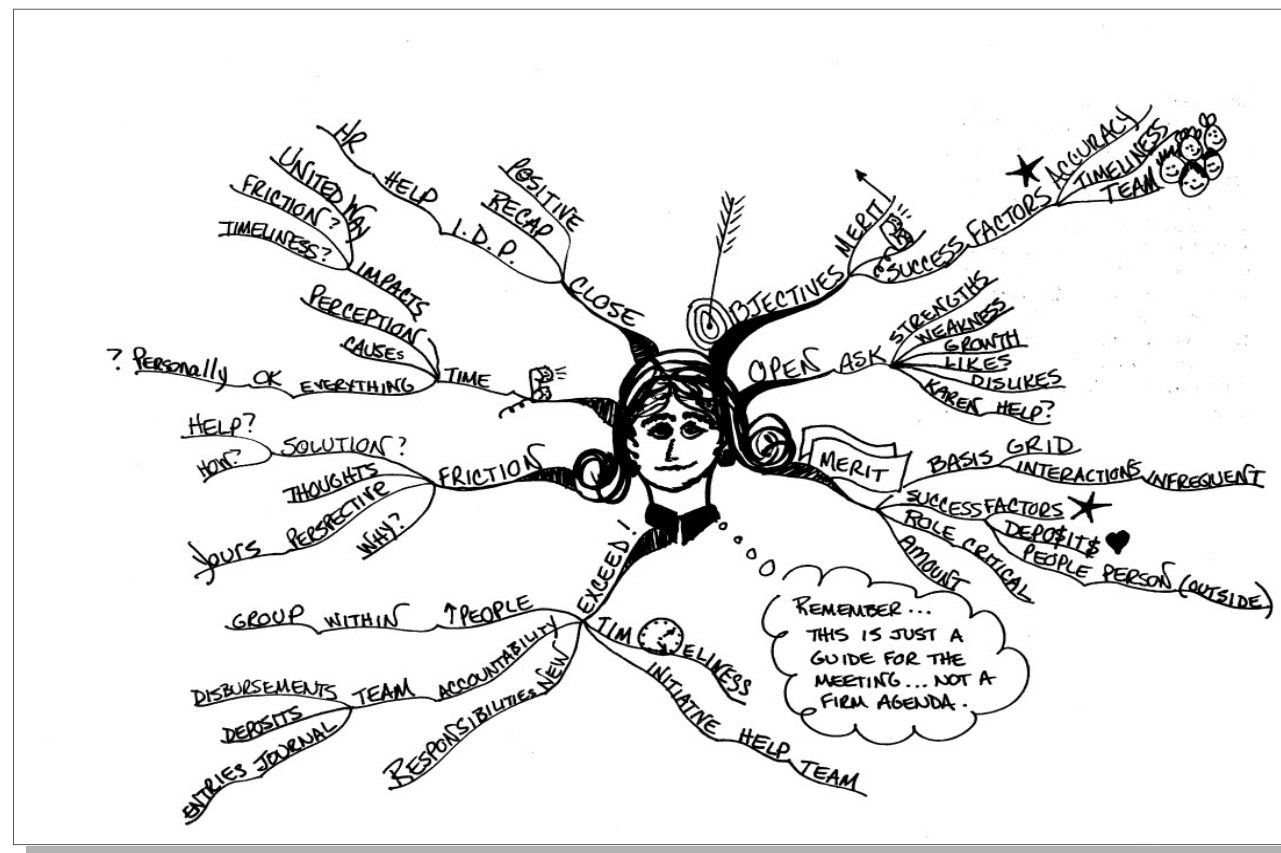 OBJECTIVES
MERIT
SUCCESS FACTORS
ACCURACY
TIMELINESS
TEAM
OPEN ASK
STRENGTHS
WEAKNESS
GROWTH
LIKES
DISLIKES
KAREN HELP?
MERIT
BASIS GRID
INTERACTIONS INFREQUENT
SUCCESS FACTORS
DEPO$IT$
PEOPLE PERSON (OUTSIDE)
ROLE CRITICAL
AMOUNT
REMEMBER...
THIS IS JUST A
GUIDE FOR THE
MEETING... NOT A
FIRM AGENDA.
EXCEED!
TIMELINESS
INITIATIVE HELP TEAM
NEW RESPONSIBILITIES
ACCOUNTABILITY TEAM
DISBURSEMENTS
DEPOSITS
JOURNAL ENTRIES
↑PEOPLE WITHIN GROUP
FRICTION
SOLUTION?
HELP?
HOW?
THOUGHTS
PERSPECTIVE YOURS
WHY?
TIME
IMPACTS
UNITED WAY
FRICTION?
TIMELINESS?
PERCEPTION
CAUSES
EVERYTHING OK Personally ?
CLOSE
POSITIVE
RECAP
I.D.P.
HELP
HR